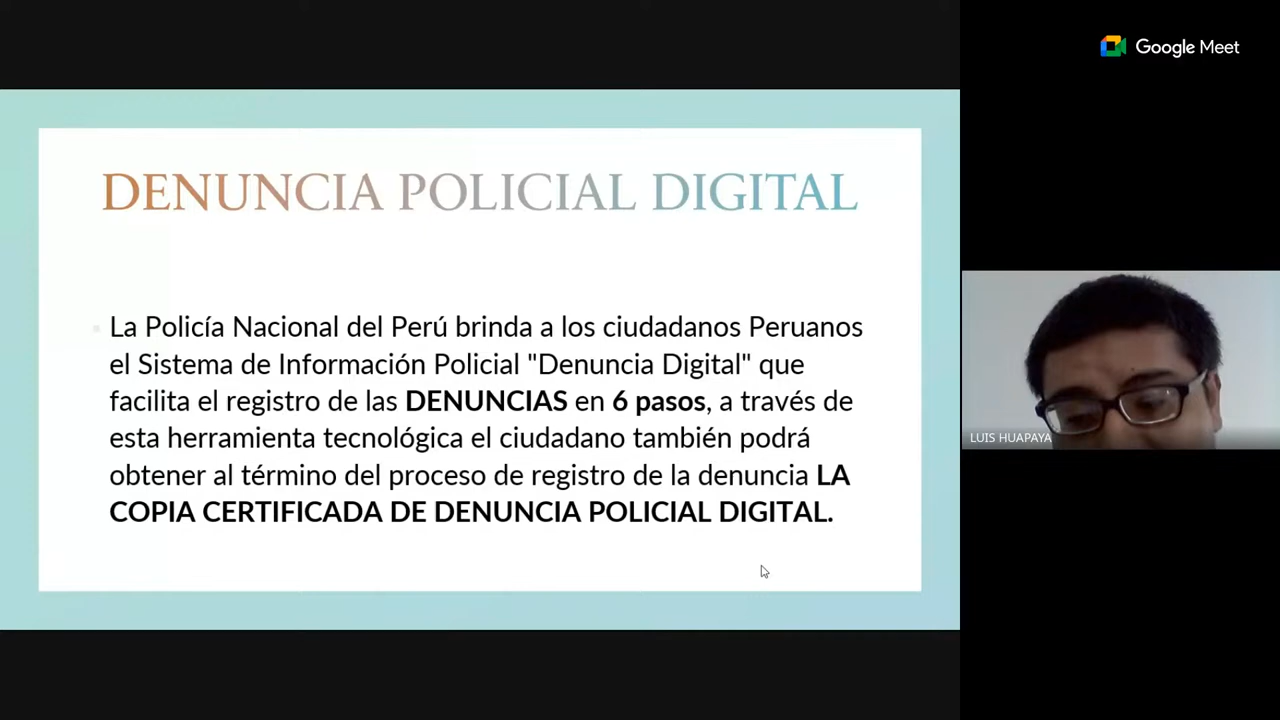 Google Meet
DENUNCIA POLICIAL DIGITAL
La Policía Nacional del Perú brinda a los ciudadanos Peruanos
el Sistema de Información Policial "Denuncia Digital" que
facilita el registro de las DENUNCIAS en 6 pasos, a través de
esta herramienta tecnológica el ciudadano también podrá
obtener al término del proceso de registro de la denuncia LA
COPIA CERTIFICADA DE DENUNCIA POLICIAL DIGITAL.
LUIS HUAPAYA